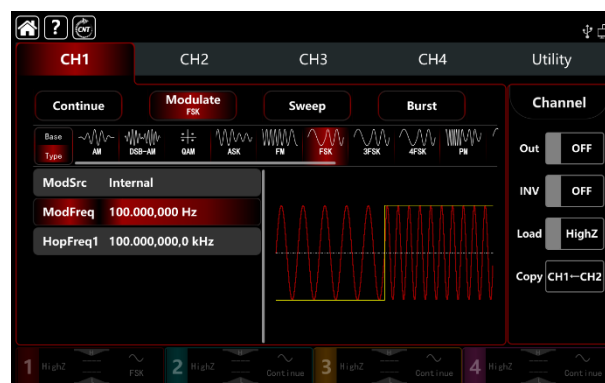 ? CNT
CH1 CH2 CH3 CH4 Utility
Continue Modulate FSK Sweep Burst Channel
Base Type AM DSB-AM QAM ASK FM FSK 3FSK 4FSK PM
Out OFF
ModSrc Internal
INV OFF
ModFreq 100.000,000 Hz
HopFreq1 100.000,000,0 kHz
Load HighZ
Copy CH1←CH2
1 HighZ FSK 2 HighZ Continue 3 HighZ Continue 4 HighZ Continue